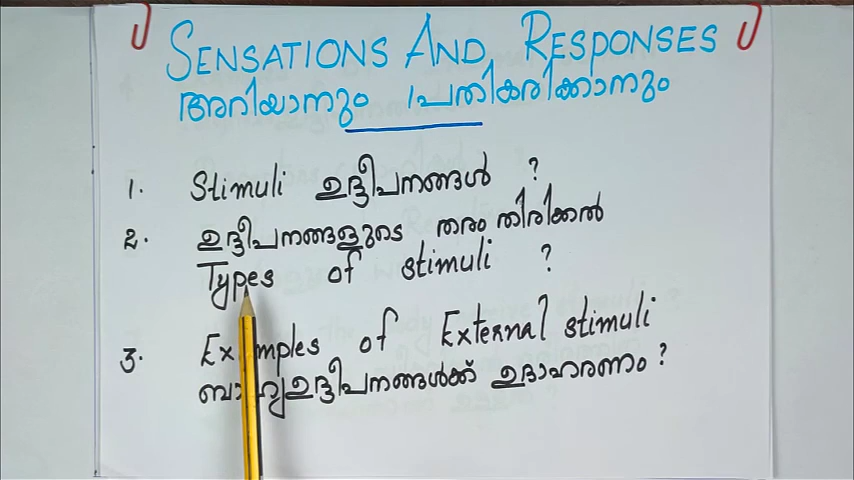 SENSATIONS AND RESPONSES
അറിയാനും പ്രതികരിക്കാനും
1. Stimuli ഉദ്ദീപനങ്ങൾ ?
2. ഉദ്ദീപനങ്ങളുടെ തരംതിരിക്കൽ
Types of stimuli ?
3. Examples of External stimuli
ബാഹ്യഉദ്ദീപനങ്ങൾക്ക് ഉദാഹരണം ?